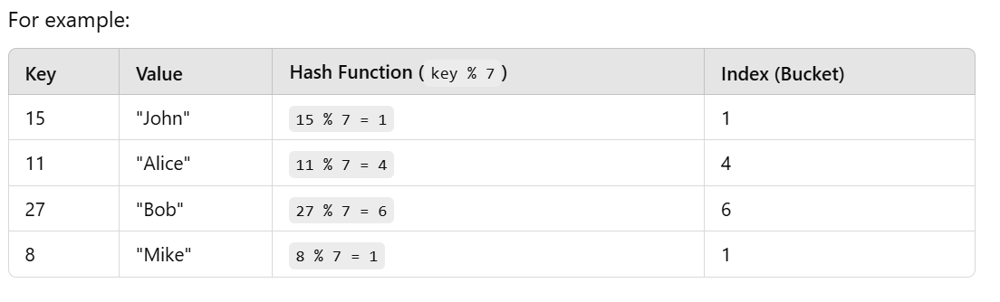 For example:
Key Value Hash Function ( key % 7 ) Index (Bucket)
15 "John" 15 % 7 = 1 1
11 "Alice" 11 % 7 = 4 4
27 "Bob" 27 % 7 = 6 6
8 "Mike" 8 % 7 = 1 1